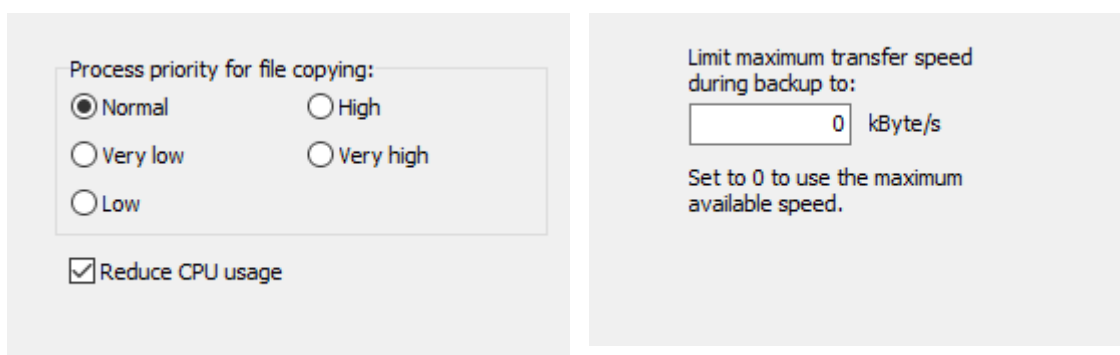 Process priority for file copying:
Normal
High
Very low
Very high
Low
Reduce CPU usage
Limit maximum transfer speed
during backup to:
0 kByte/s
Set to 0 to use the maximum
available speed.